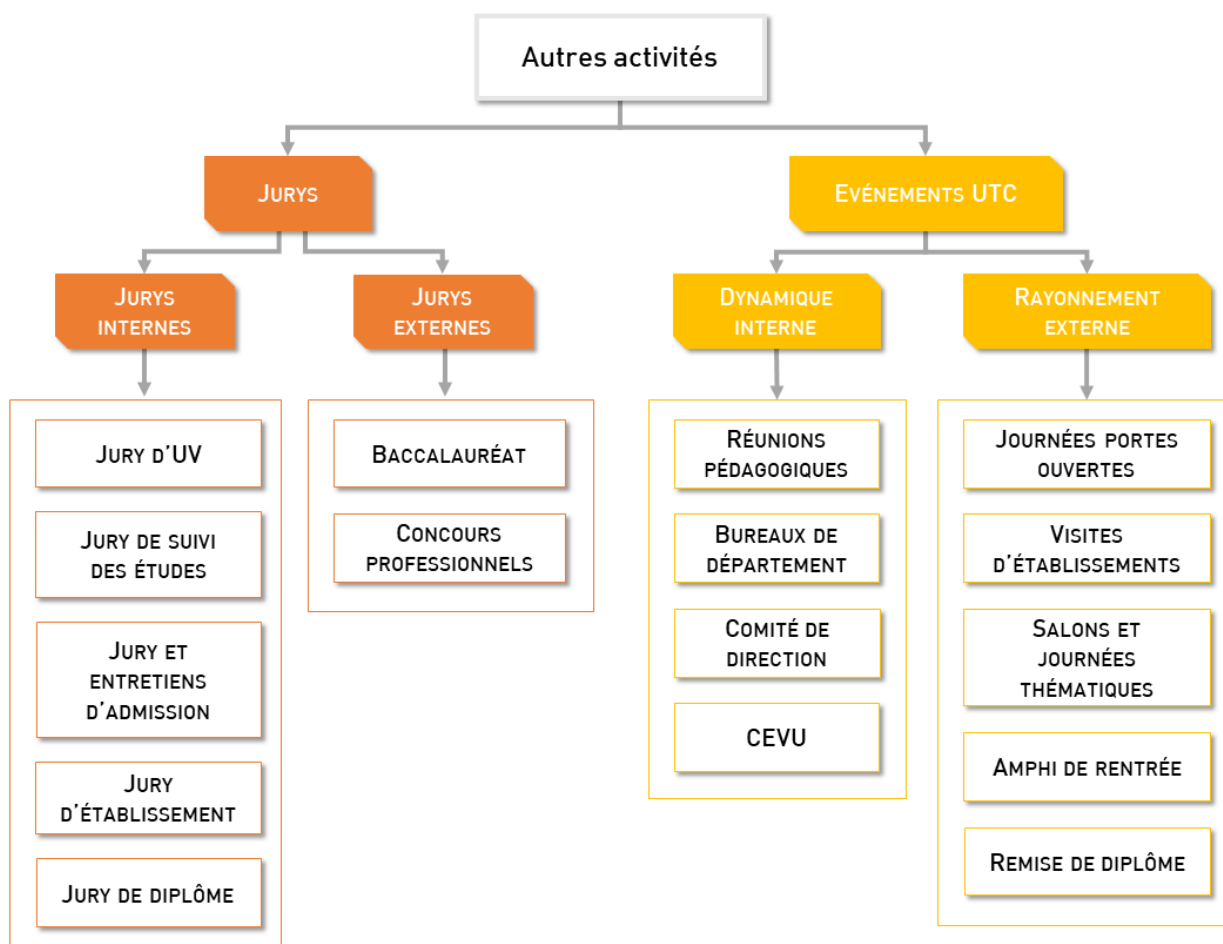 Autres activités
JURYS
EVÉNEMENTS UTC
JURYS
INTERNES
JURYS
EXTERNES
DYNAMIQUE
INTERNE
RAYONNEMENT
EXTERNE
JURY D'UV
JURY DE SUIVI
DES ÉTUDES
JURY ET
ENTRETIENS
D'ADMISSION
JURY
D'ÉTABLISSEMENT
JURY DE DIPLÔME
BACCALAURÉAT
CONCOURS
PROFESSIONNELS
RÉUNIONS
PÉDAGOGIQUES
BUREAUX DE
DÉPARTEMENT
COMITÉ DE
DIRECTION
CEVU
JOURNÉES PORTES
OUVERTES
VISITES
D'ÉTABLISSEMENTS
SALONS ET
JOURNÉES
THÉMATIQUES
AMPHI DE RENTRÉE
REMISE DE DIPLÔME